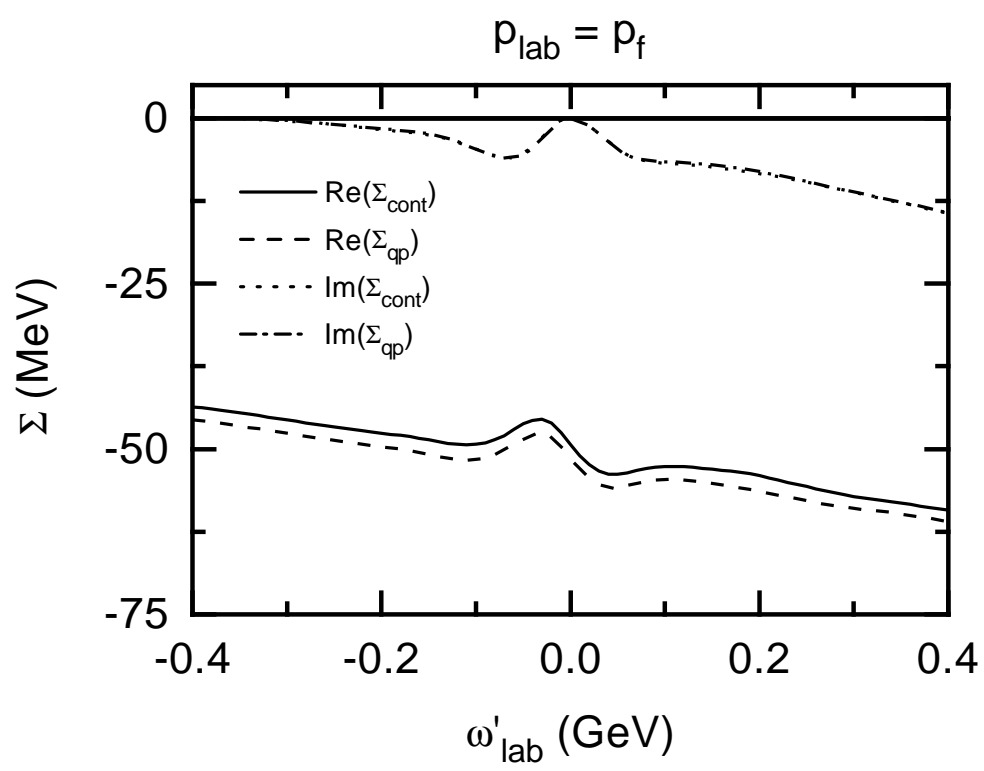 p_lab = p_f
0
-25
-50
-75
Σ (MeV)
Re(Σ_cont)
Re(Σ_qp)
Im(Σ_cont)
Im(Σ_qp)
-0.4 -0.2 0.0 0.2 0.4
ω'_lab (GeV)